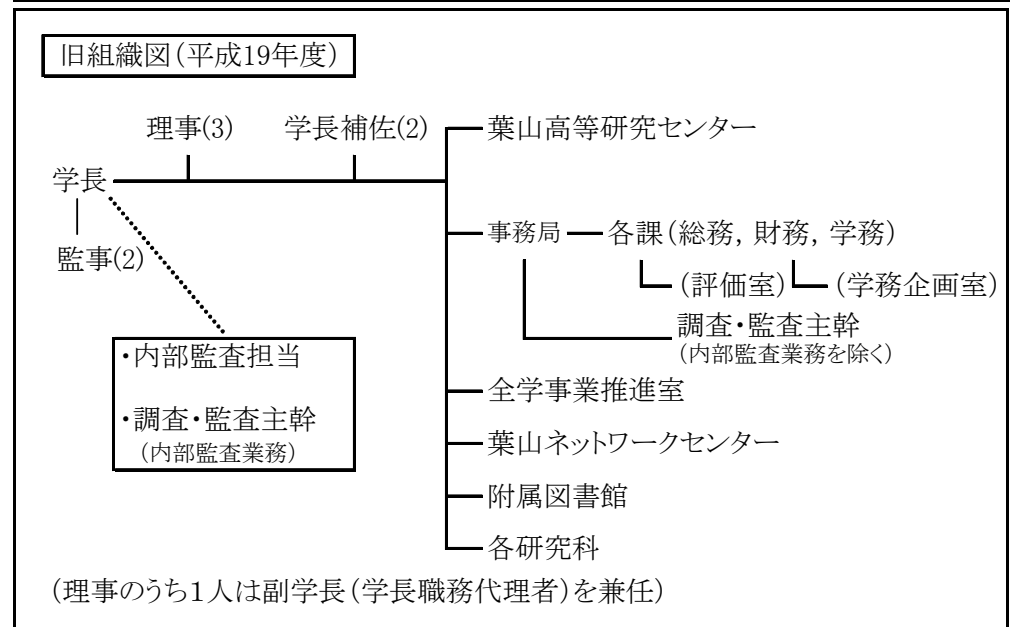 旧組織図(平成19年度)
理事(3) 学長補佐(2)
葉山高等研究センター
学長
監事(2)
事務局 各課(総務, 財務, 学務)
(評価室) (学務企画室)
調査・監査主幹
(内部監査業務を除く)
・内部監査担当
・調査・監査主幹
(内部監査業務)
全学事業推進室
葉山ネットワークセンター
附属図書館
各研究科
(理事のうち1人は副学長(学長職務代理者)を兼任)